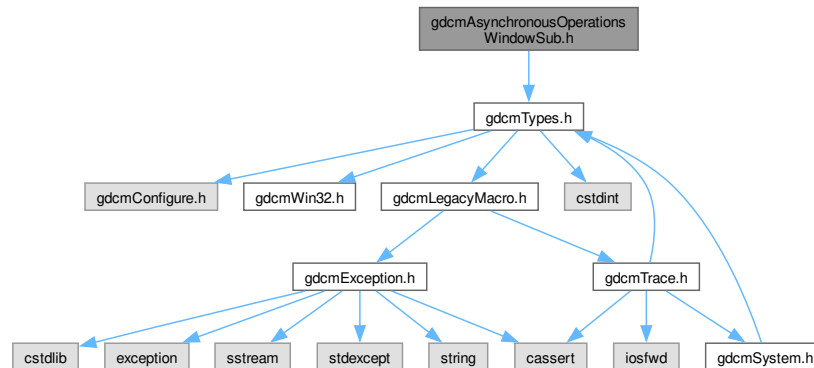 gdcmAsynchronousOperations
WindowSub.h
gdcmTypes.h
gdcmConfigure.h
gdcmWin32.h
gdcmLegacyMacro.h
cstdint
gdcmException.h
gdcmTrace.h
cstdlib
exception
sstream
stdexcept
string
cassert
iosfwd
gdcmSystem.h